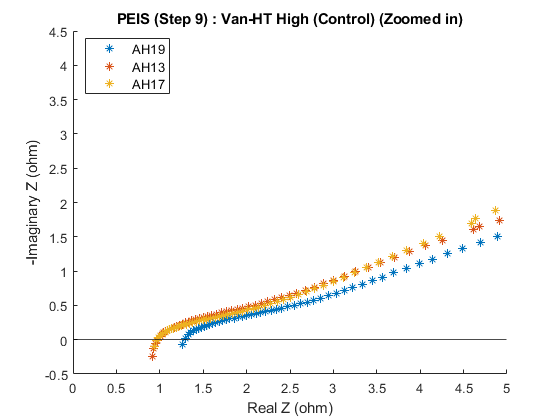 PEIS (Step 9) : Van-HT High (Control) (Zoomed in)
4.5
4
3.5
3
2.5
2
1.5
1
0.5
0
-0.5
-Imaginary Z (ohm)
AH19
AH13
AH17
0 0.5 1 1.5 2 2.5 3 3.5 4 4.5 5
Real Z (ohm)